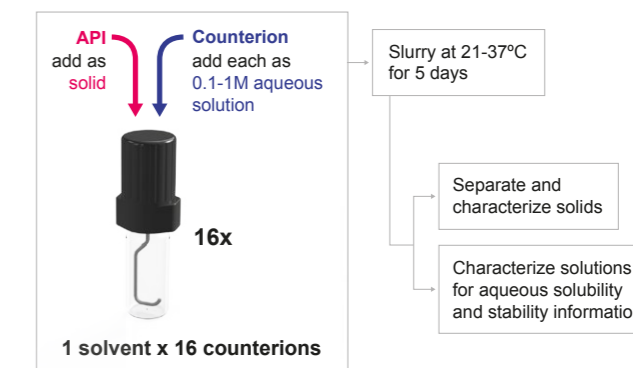 API
add as
solid
Counterion
add each as
0.1-1M aqueous
solution
16x
1 solvent x 16 counterions
Slurry at 21-37ºC
for 5 days
Separate and
characterize solids
Characterize solutions
for aqueous solubility
and stability informatio